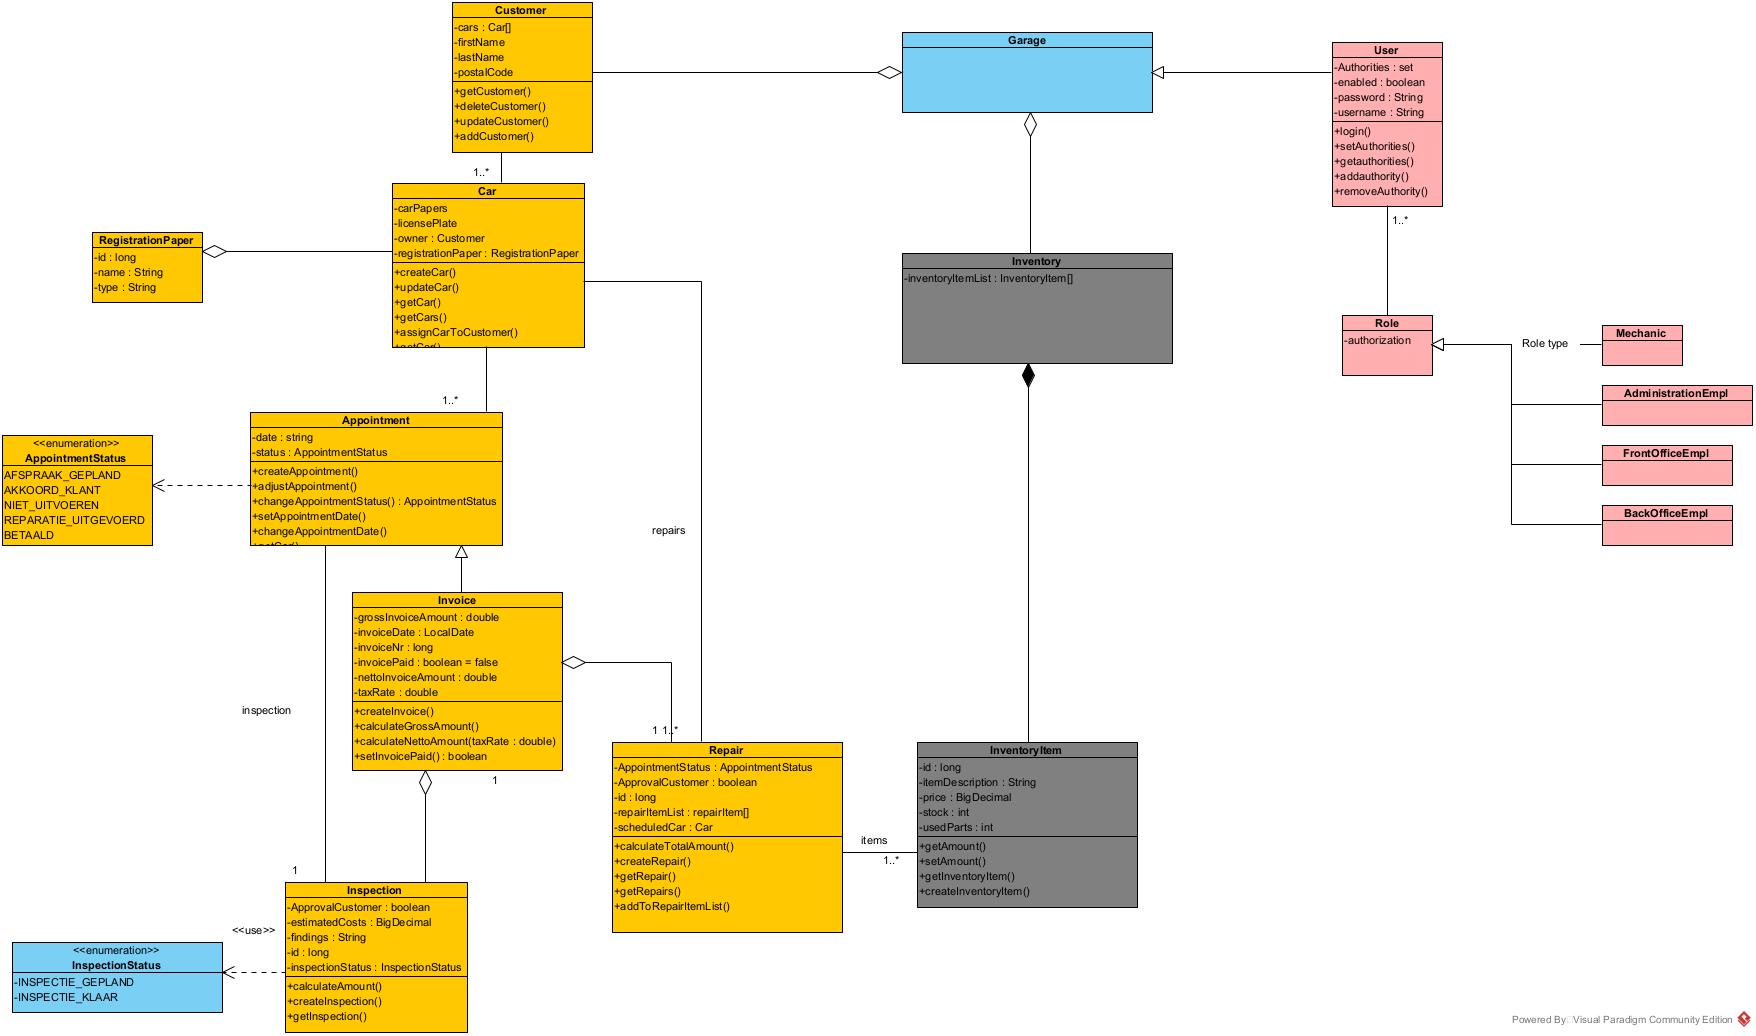 Customer
-cars : Car[]
-firstName
-lastName
-postalCode
+getCustomer()
+deleteCustomer()
+updateCustomer()
+addCustomer()
Garage
User
-Authorities : set
-enabled : boolean
-password : String
-username : String
+login()
+setAuthorities()
+getauthorities()
+addauthority()
+removeAuthority()
1..*
1..*
Car
-carPapers
-licensePlate
-owner : Customer
-registrationPaper : RegistrationPaper
+createCar()
+updateCar()
+getCar()
+getCars()
+assignCarToCustomer()
+getCar()
RegistrationPaper
-id : long
-name : String
-type : String
Inventory
-inventoryItemList : InventoryItem[]
Role
-authorization
Role type
Mechanic
AdministrationEmpl
FrontOfficeEmpl
BackOfficeEmpl
1..*
Appointment
-date : string
-status : AppointmentStatus
+createAppointment()
+adjustAppointment()
+changeAppointmentStatus() : AppointmentStatus
+setAppointmentDate()
+changeAppointmentDate()
+getCar()
<<enumeration>>
AppointmentStatus
AFSPRAAK_GEPLAND
AKKOORD_KLANT
NIET_UITVOEREN
REPARATIE_UITGEVOERD
BETAALD
repairs
Invoice
-grossInvoiceAmount : double
-invoiceDate : LocalDate
-invoiceNr : long
-invoicePaid : boolean = false
-nettoInvoiceAmount : double
-taxRate : double
+createInvoice()
+calculateGrossAmount()
+calculateNettoAmount(taxRate : double)
+setInvoicePaid() : boolean
inspection
1 1..*
1
Repair
-AppointmentStatus : AppointmentStatus
-ApprovalCustomer : boolean
-id : long
-repairItemList : repairItem[]
-scheduledCar : Car
+calculateTotalAmount()
+createRepair()
+getRepair()
+getRepairs()
+addToRepairItemList()
items
1..*
InventoryItem
-id : long
-itemDescription : String
-price : BigDecimal
-stock : int
-usedParts : int
+getAmount()
+setAmount()
+getInventoryItem()
+createInventoryItem()
1
Inspection
-ApprovalCustomer : boolean
-estimatedCosts : BigDecimal
-findings : String
-id : long
-inspectionStatus : InspectionStatus
+calculateAmount()
+createInspection()
+getInspection()
<<use>>
<<enumeration>>
InspectionStatus
-INSPECTIE_GEPLAND
-INSPECTIE_KLAAR
Powered By Visual Paradigm Community Edition